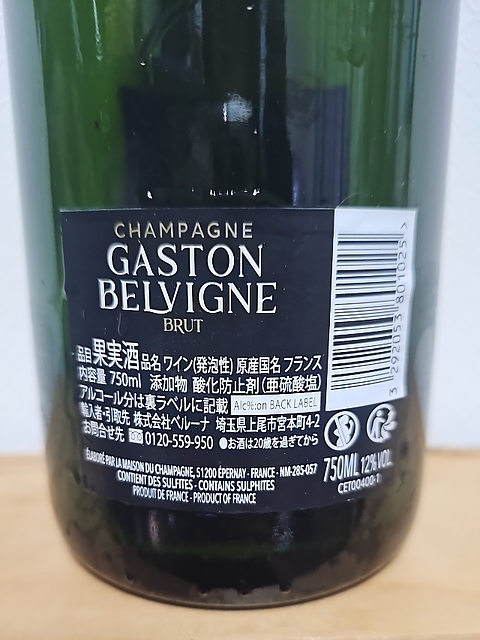 CHAMPAGNE
GASTON
BELVIGNE
BRUT
品目 果実酒 品名 ワイン(発泡性) 原産国名 フランス
内容量 750ml 添加物 酸化防止剤(亜硫酸塩)
アルコール分は裏ラベルに記載 Alc%:on BACK LABEL
輸入者・引取先 株式会社ベルーナ 埼玉県上尾市宮本町4-2
お問合せ先 0120-559-950 ●お酒は20歳を過ぎてから
ÉLABORÉ PAR LA MAISON DU CHAMPAGNE, 51200 ÉPERNAY - FRANCE - NM-285-057
CONTIENT DES SULFITES - CONTAINS SULPHITES
PRODUIT DE FRANCE - PRODUCT OF FRANCE
750ML 12% VOL.
CET00400-1
3 292053 801025 >